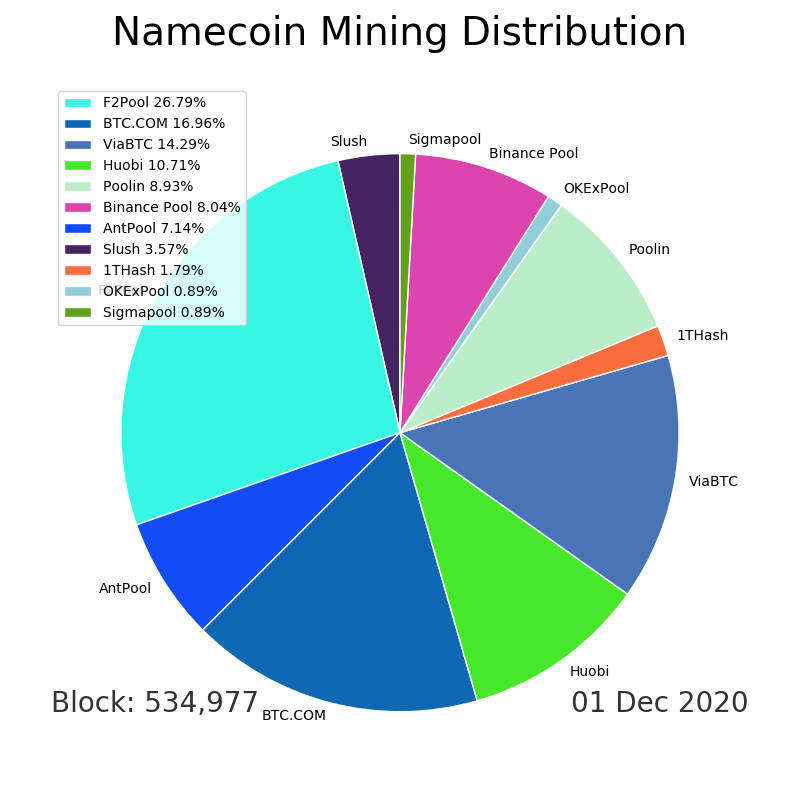 Namecoin Mining Distribution
F2Pool 26.79%
BTC.COM 16.96%
ViaBTC 14.29%
Huobi 10.71%
Poolin 8.93%
Binance Pool 8.04%
AntPool 7.14%
Slush 3.57%
1THash 1.79%
OKExPool 0.89%
Sigmapool 0.89%
Slush
Sigmapool
Binance Pool
OKExPool
Poolin
1THash
ViaBTC
Huobi
BTC.COM
AntPool
Block: 534,977
01 Dec 2020